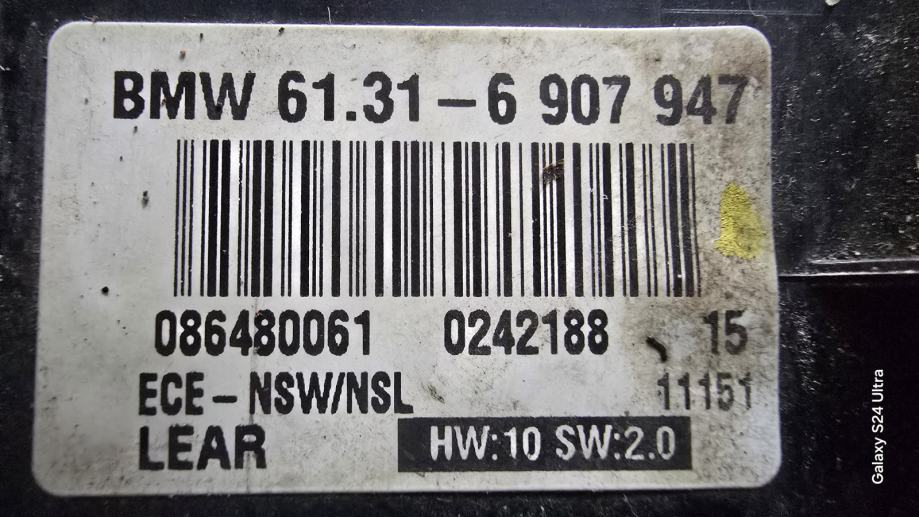 BMW 61.31-6 907 947
086480061 0242188 15
ECE-NSW/NSL 11151
LEAR HW:10 SW:2.0
Galaxy S24 Ultra